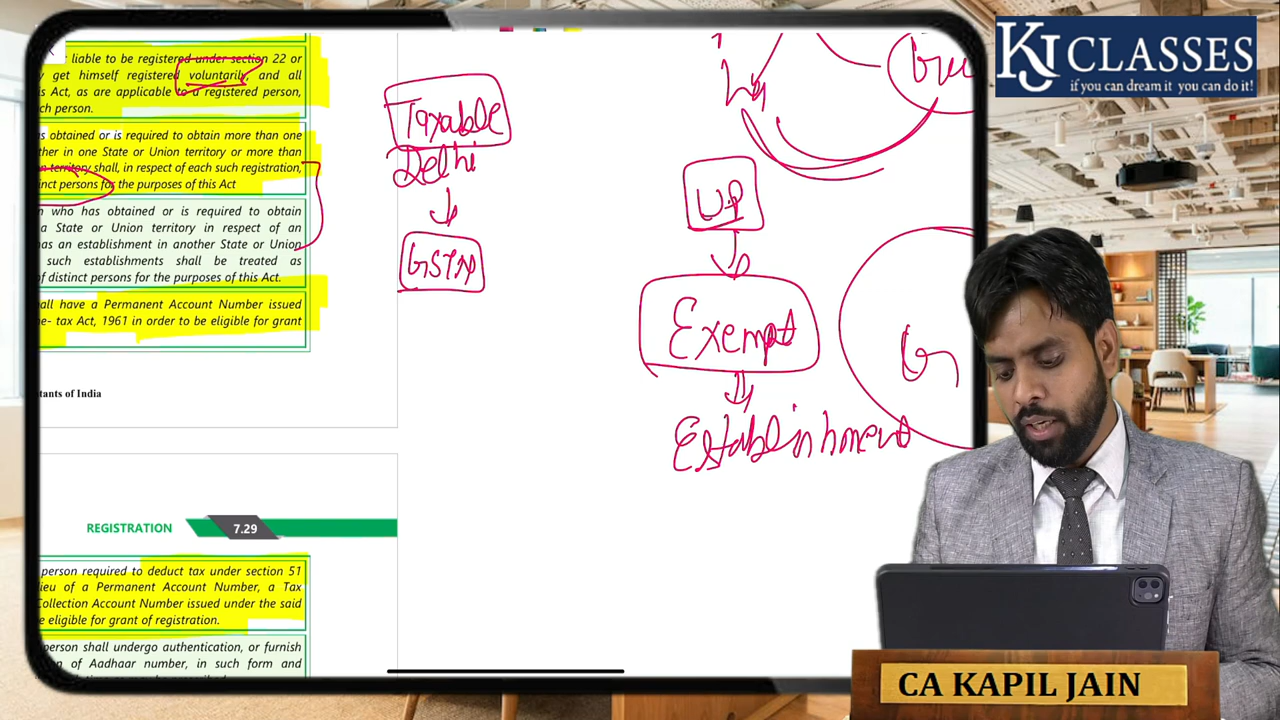 liable to be registered under section 22 or
get himself registered voluntarily, and all
is Act, as are applicable to a registered person,
ch person.
s obtained or is required to obtain more than one
ther in one State or Union territory or more than
n territory shall, in respect of each such registration,
inct persons for the purposes of this Act
n who has obtained or is required to obtain
a State or Union territory in respect of an
has an establishment in another State or Union
such establishments shall be treated as
of distinct persons for the purposes of this Act.
all have a Permanent Account Number issued
ne- tax Act, 1961 in order to be eligible for grant
tants of India
REGISTRATION 7.29
person required to deduct tax under section 51
ieu of a Permanent Account Number, a Tax
Collection Account Number issued under the said
e eligible for grant of registration.
person shall undergo authentication, or furnish
n of Aadhaar number, in such form and
Taxable
Delhi
GSTN
UP
Exempt
Establishment
KJ CLASSES
if you can dream it you can do it!
CA KAPIL JAIN